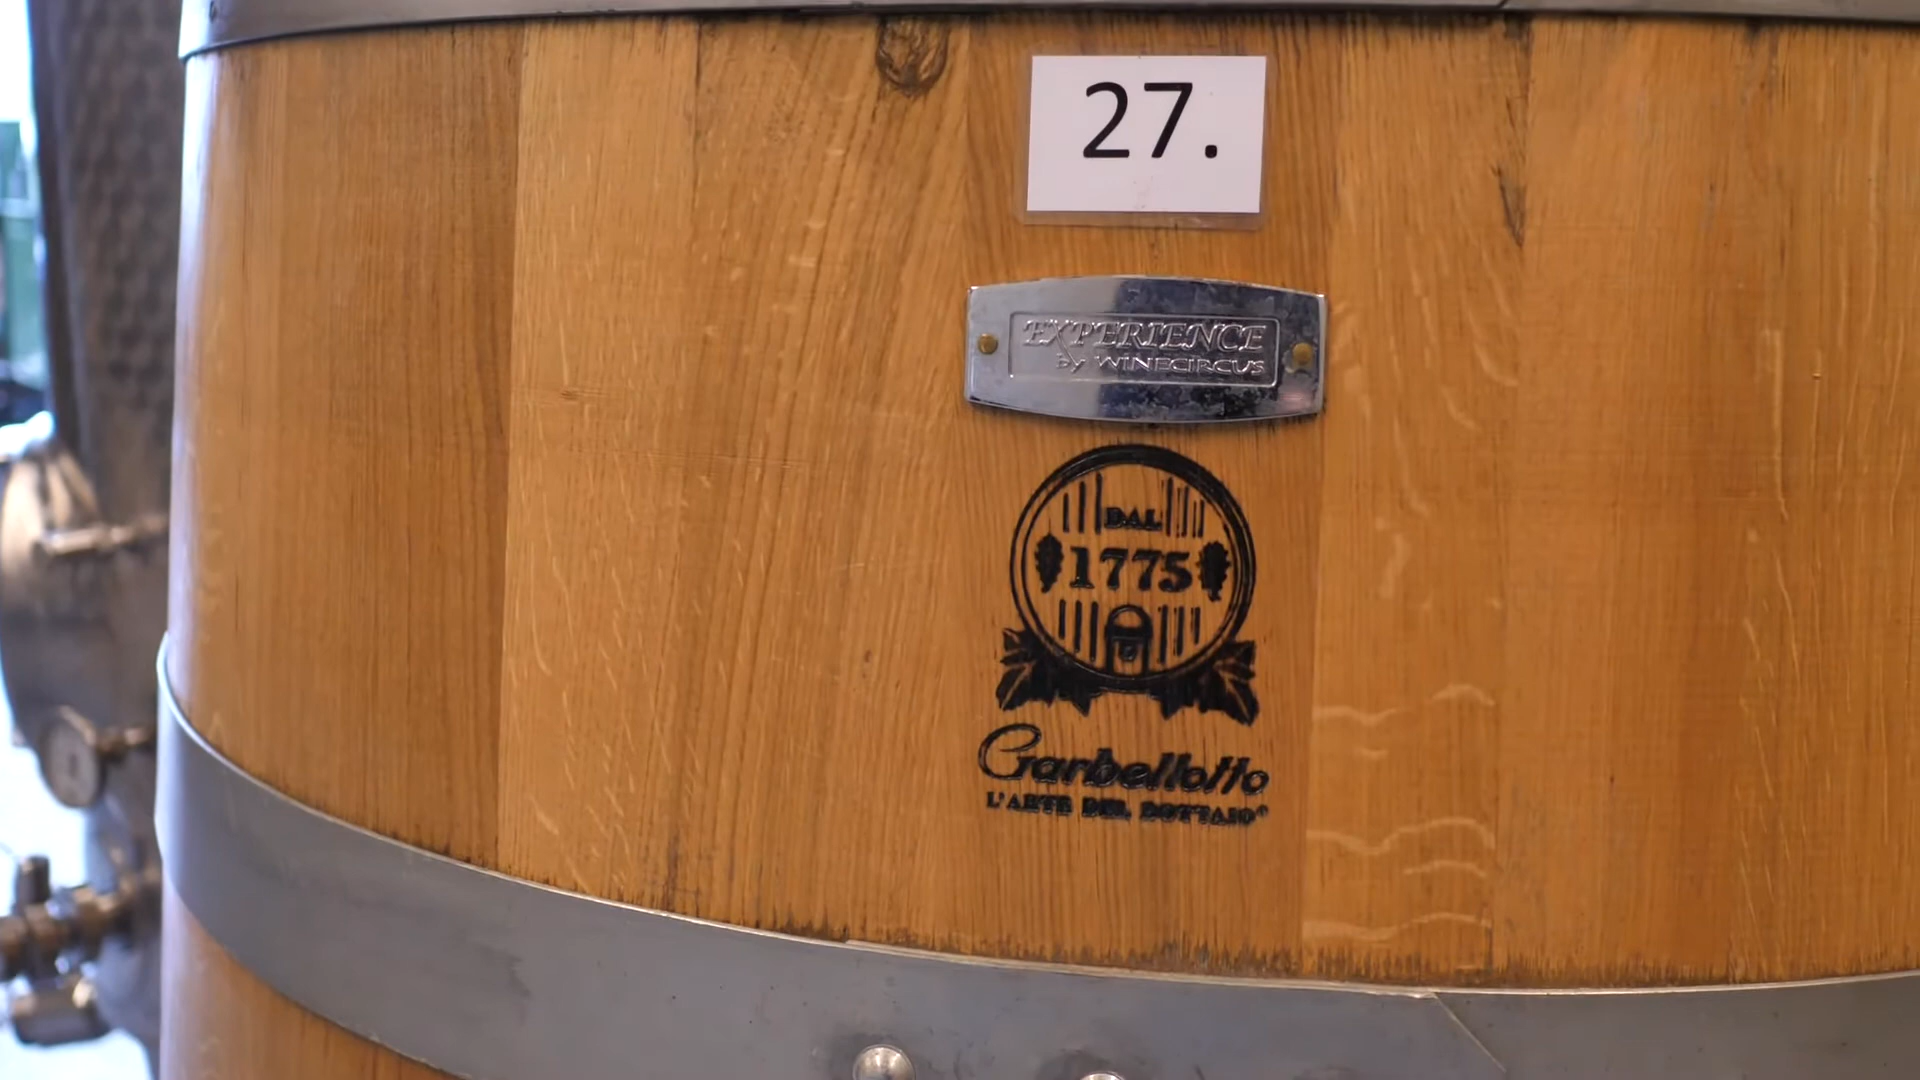 27.
EXPERIENCE
by WINECIRCUS
DAL
1775
Garbellotto
L'ARTE DEL BOTTAIO®